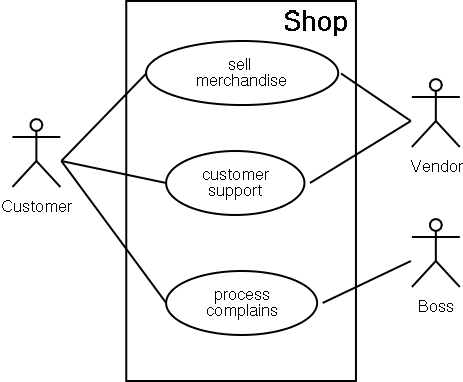 Shop
sell
merchandise
customer
support
process
complains
Customer
Vendor
Boss